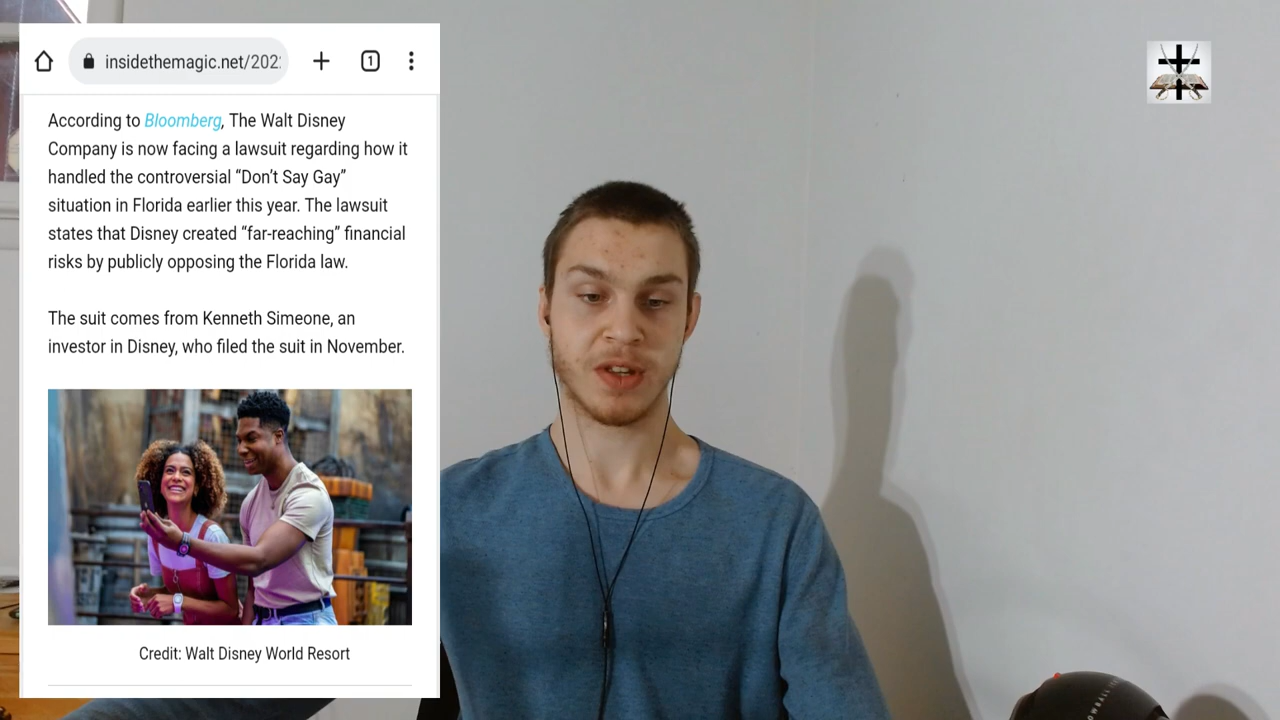 insidethemagic.net/202
1
According to Bloomberg, The Walt Disney
Company is now facing a lawsuit regarding how it
handled the controversial “Don’t Say Gay”
situation in Florida earlier this year. The lawsuit
states that Disney created “far-reaching” financial
risks by publicly opposing the Florida law.
The suit comes from Kenneth Simeone, an
investor in Disney, who filed the suit in November.
Credit: Walt Disney World Resort